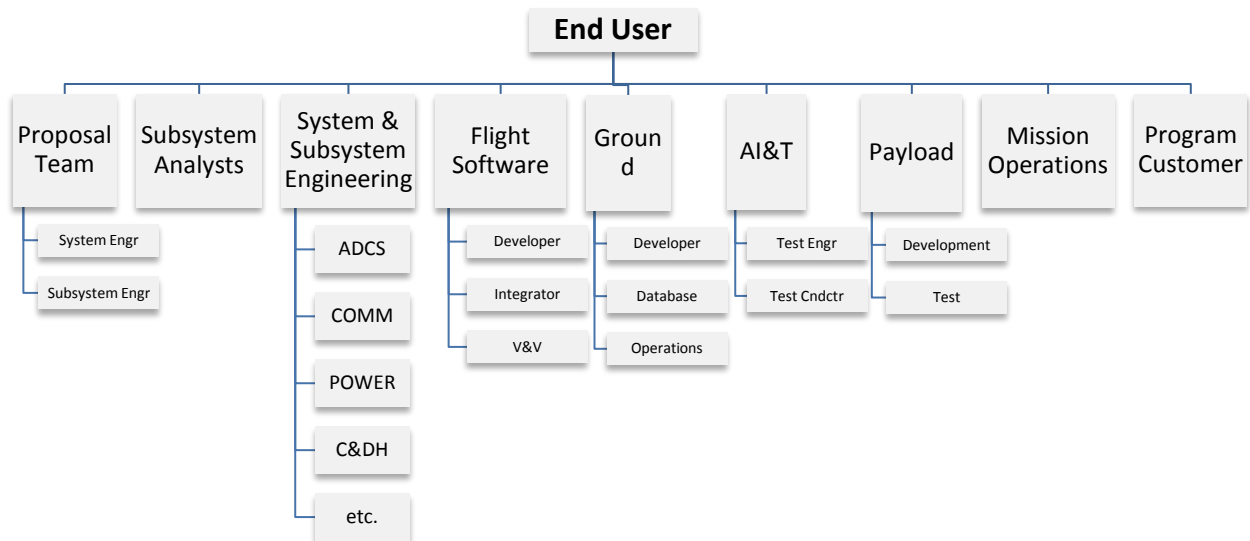 End User
Proposal
Team
System Engr
Subsystem Engr
Subsystem
Analysts
System &
Subsystem
Engineering
ADCS
COMM
POWER
C&DH
etc.
Flight
Software
Developer
Integrator
V&V
Groun
d
Developer
Database
Operations
AI&T
Test Engr
Test Cndctr
Payload
Development
Test
Mission
Operations
Program
Customer